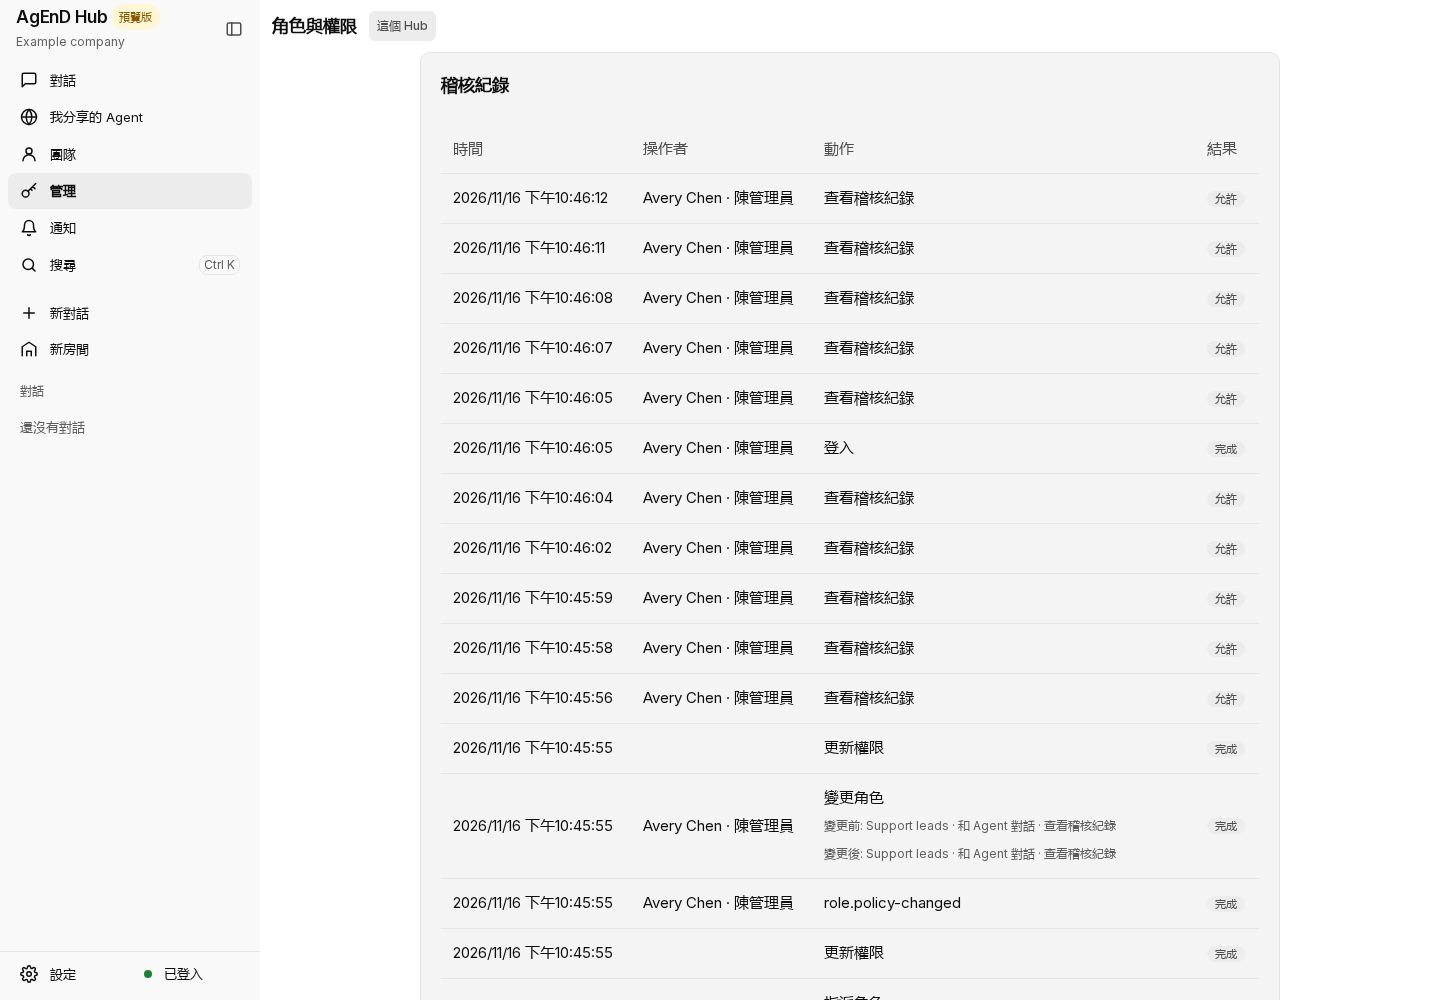 AgEnD Hub 預覽版
Example company
對話
我分享的 Agent
團隊
管理
通知
搜尋 Ctrl K
新對話
新房間
對話
還沒有對話
設定 已登入
角色與權限 這個 Hub
稽核紀錄
時間 操作者 動作 結果
2026/11/16 下午10:46:12 Avery Chen · 陳管理員 查看稽核紀錄 允許
2026/11/16 下午10:46:11 Avery Chen · 陳管理員 查看稽核紀錄 允許
2026/11/16 下午10:46:08 Avery Chen · 陳管理員 查看稽核紀錄 允許
2026/11/16 下午10:46:07 Avery Chen · 陳管理員 查看稽核紀錄 允許
2026/11/16 下午10:46:05 Avery Chen · 陳管理員 查看稽核紀錄 允許
2026/11/16 下午10:46:05 Avery Chen · 陳管理員 登入 完成
2026/11/16 下午10:46:04 Avery Chen · 陳管理員 查看稽核紀錄 允許
2026/11/16 下午10:46:02 Avery Chen · 陳管理員 查看稽核紀錄 允許
2026/11/16 下午10:45:59 Avery Chen · 陳管理員 查看稽核紀錄 允許
2026/11/16 下午10:45:58 Avery Chen · 陳管理員 查看稽核紀錄 允許
2026/11/16 下午10:45:56 Avery Chen · 陳管理員 查看稽核紀錄 允許
2026/11/16 下午10:45:55 更新權限 完成
變更角色
2026/11/16 下午10:45:55 Avery Chen · 陳管理員 變更前: Support leads · 和 Agent 對話 · 查看稽核紀錄 完成
變更後: Support leads · 和 Agent 對話 · 查看稽核紀錄
2026/11/16 下午10:45:55 Avery Chen · 陳管理員 role.policy-changed 完成
2026/11/16 下午10:45:55 更新權限 完成